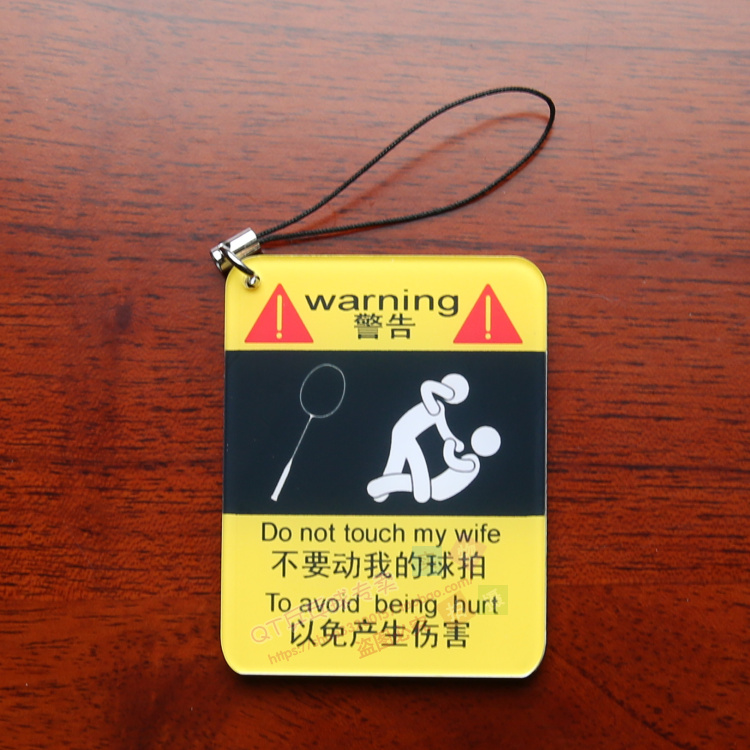 warning
警告
Do not touch my wife
不要动我的球拍
To avoid being hurt
以免产生伤害